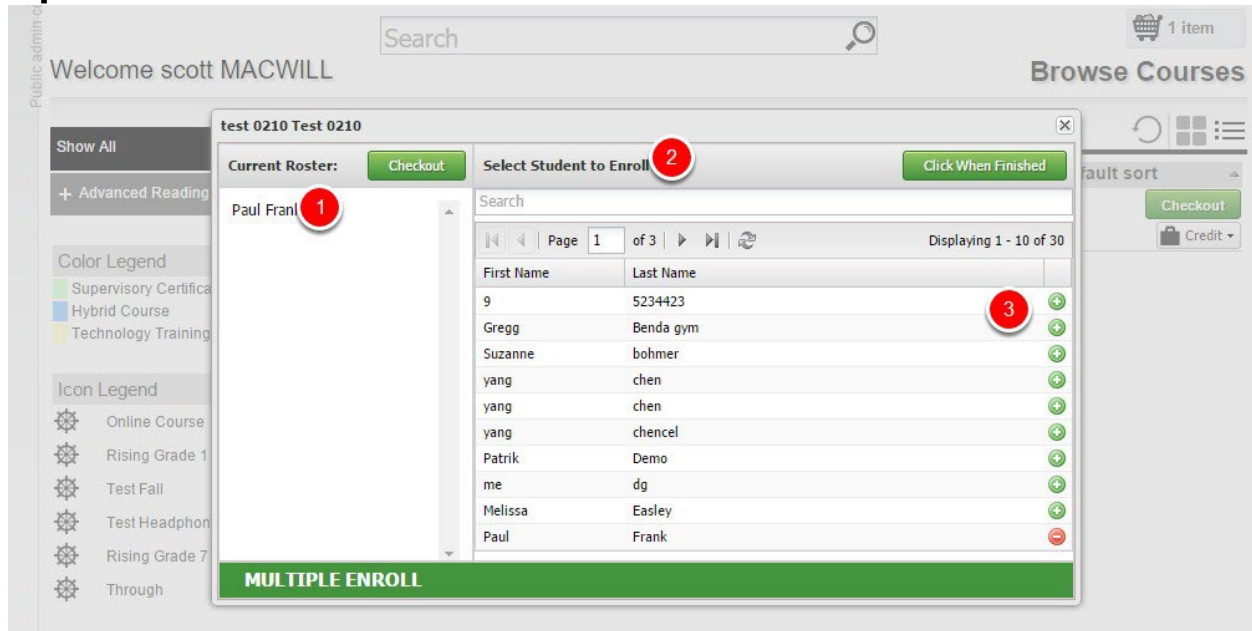 Public admin-c
Search
1 item
Welcome scott MACWILL
Browse Courses
test 0210 Test 0210
Show All
Current Roster:
Checkout
Select Student to Enroll
2
Click When Finished
fault sort
+ Advanced Reading
Paul Frank
1
Search
Checkout
Page 1 of 3
Displaying 1 - 10 of 30
Credit
Color Legend
First Name Last Name
Supervisory Certifica
9 5234423
3
Hybrid Course
Gregg Benda gym
Technology Training
Suzanne bohmer
yang chen
Icon Legend
yang chen
Online Course
yang chencel
Rising Grade 1
Patrik Demo
Test Fall
me dg
Test Headphon
Melissa Easley
Rising Grade 7
Paul Frank
Through
MULTIPLE ENROLL